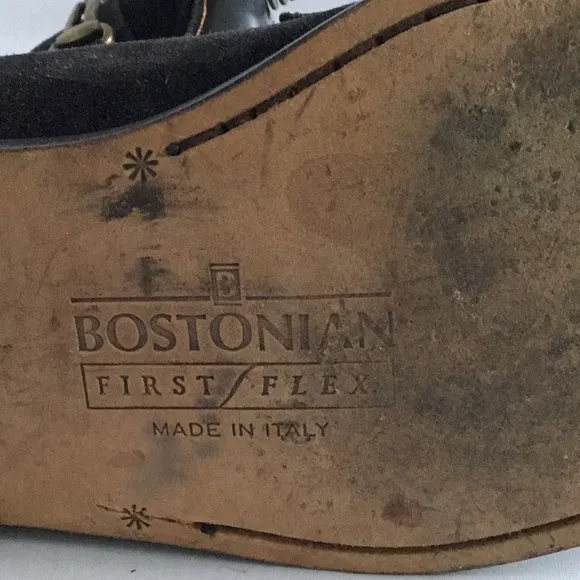 B
BOSTONIAN
FIRST FLEX
MADE IN ITALY